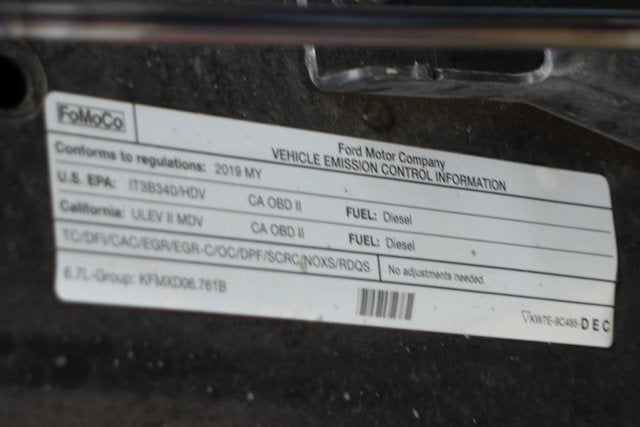 FoMoCo
Ford Motor Company
VEHICLE EMISSION CONTROL INFORMATION
Conforms to regulations: 2019 MY
U.S. EPA: IT3B340/HDV CA OBD II FUEL: Diesel
California: ULEV II MDV CA OBD II FUEL: Diesel
TC/DFI/CAC/EGR/EGR-C/OC/DPF/SCRC/NOXS/RDQS No adjustments needed.
6.7L-Group: KFMXD06.761B
KW7E-9C485-DEC